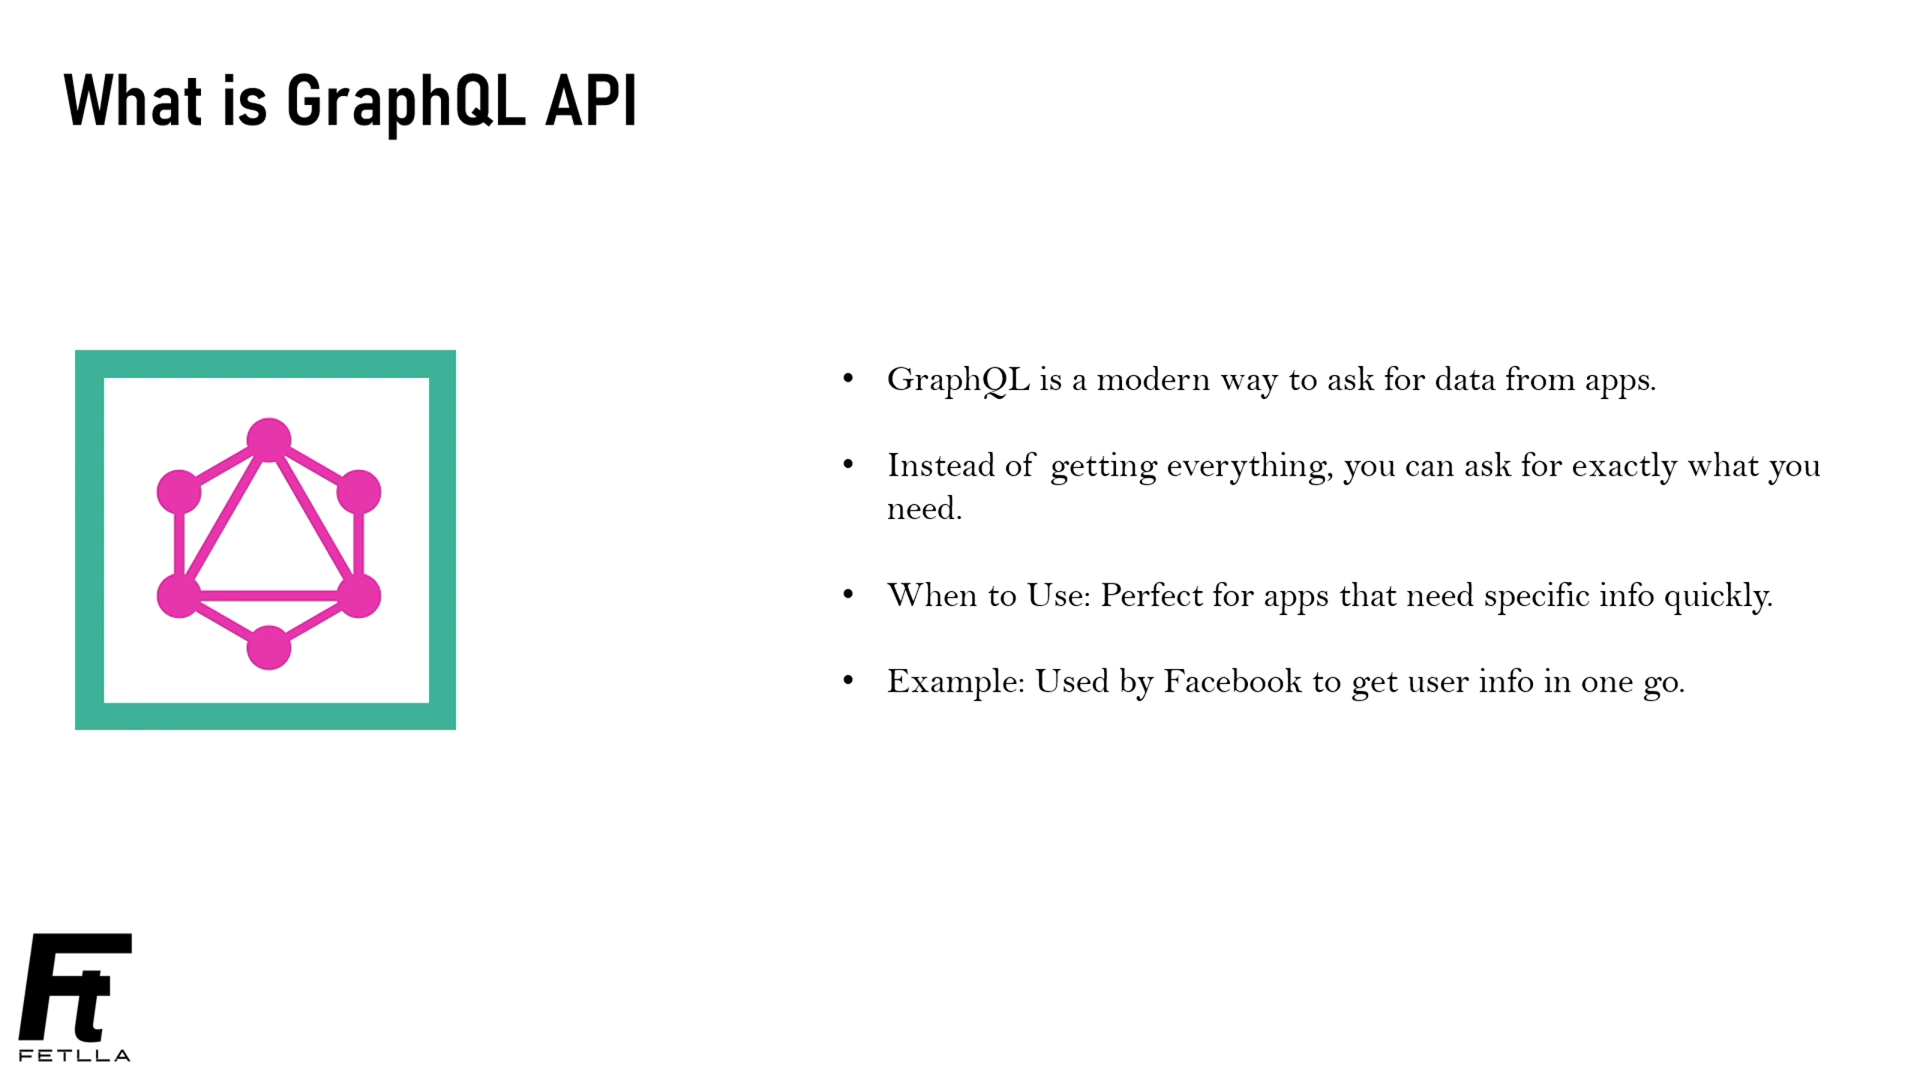 What is GraphQL API
• GraphQL is a modern way to ask for data from apps.
• Instead of getting everything, you can ask for exactly what you
need.
• When to Use: Perfect for apps that need specific info quickly.
• Example: Used by Facebook to get user info in one go.
Ft
FETLLA